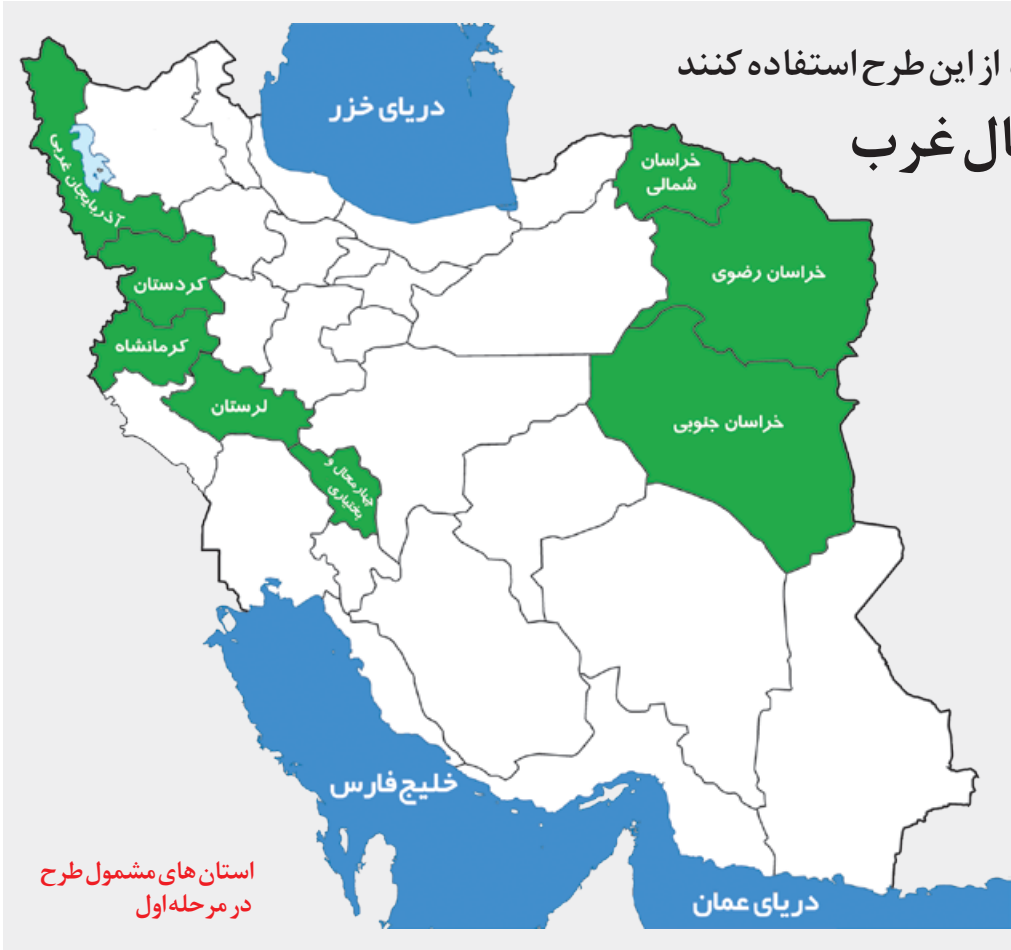 از این طرح استفاده کنند
غرب
دریای خزر
خراسان
شمالی
آذربایجان غربی
خراسان رضوی
کردستان
کرمانشاه
لرستان
خراسان جنوبی
چهارمحال و
بختیاری
خلیج فارس
استان های مشمول طرح
در مرحله اول
دریای عمان